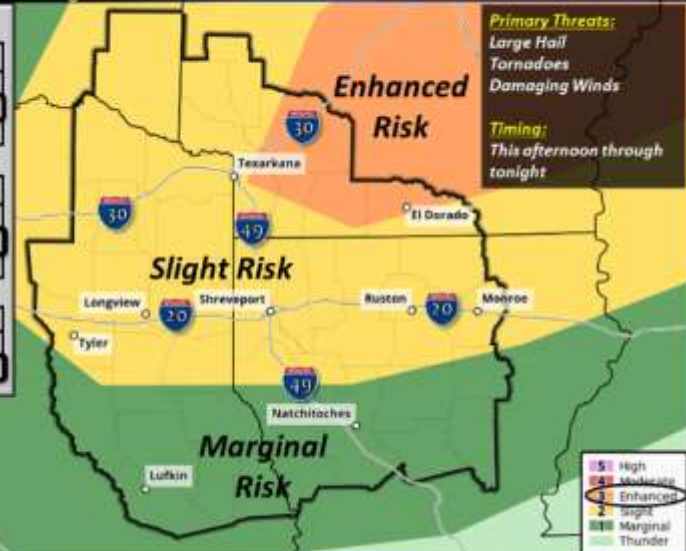 Primary Threats:
Large Hail
Tornadoes
Damaging Winds
Timing:
This afternoon through
tonight
Enhanced
Risk
30
Texarkana
30
49
El Dorado
Slight Risk
Longview
20
Shreveport
Ruston
20
Monroe
Tyler
49
Natchitoches
Marginal
Risk
Lufkin
5 High
4 Moderate
3 Enhanced
2 Slight
1 Marginal
Thunder